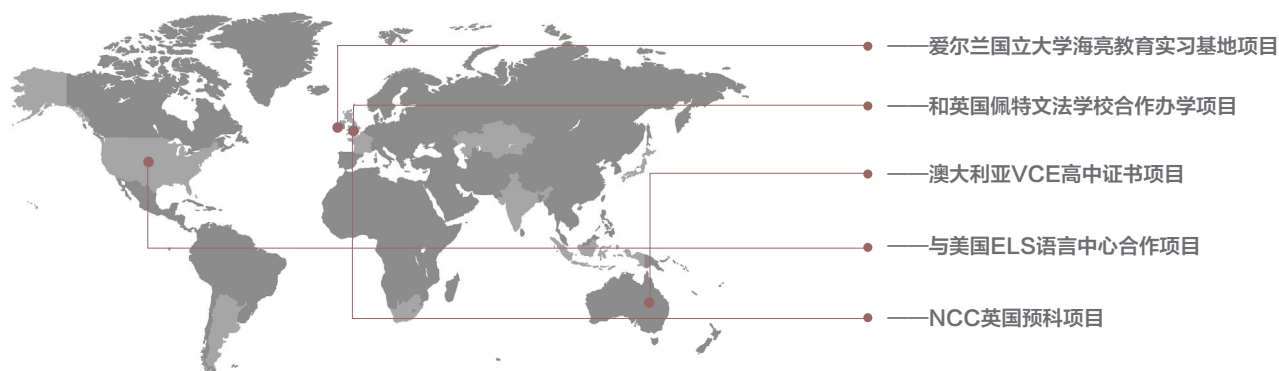 ——爱尔兰国立大学海亮教育实习基地项目
——和英国佩特文法学校合作办学项目
——澳大利亚VCE高中证书项目
——与美国ELS语言中心合作项目
——NCC英国预科项目